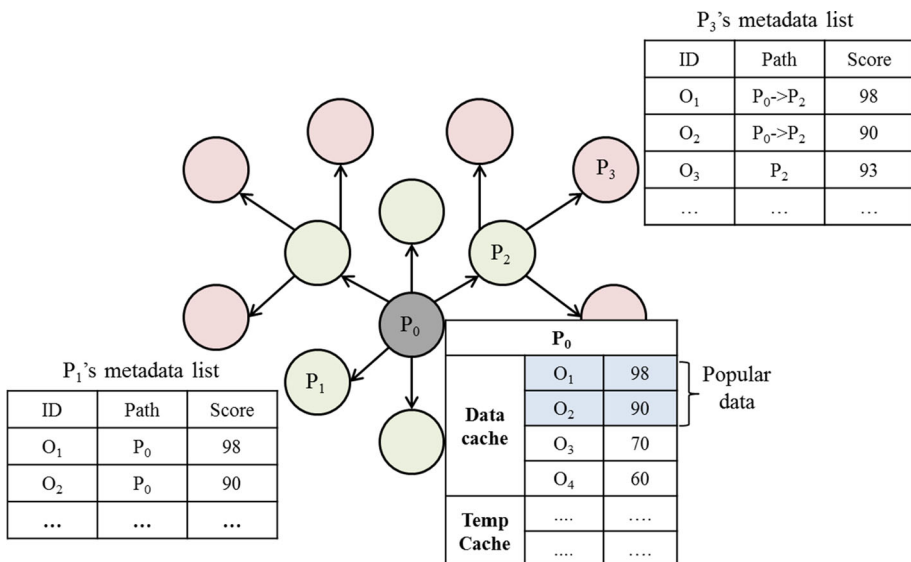 P₃'s metadata list
ID Path Score
O₁ P₀->P₂ 98
O₂ P₀->P₂ 90
O₃ P₂ 93
... ... ...
P₃
P₂
P₀
P₁
P₁'s metadata list
ID Path Score
O₁ P₀ 98
O₂ P₀ 90
... ... ...
P₀
Data cache
O₁ 98
O₂ 90
O₃ 70
O₄ 60
Popular
data
Temp
Cache
.... ....
.... ....